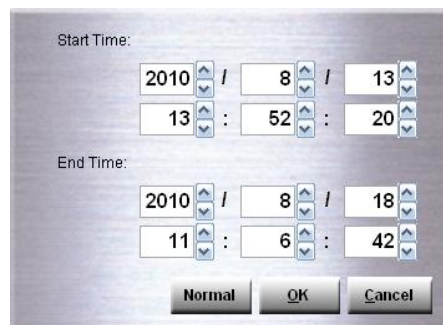 Start Time:
2010 / 8 / 13
13 : 52 : 20
End Time:
2010 / 8 / 18
11 : 6 : 42
Normal OK Cancel